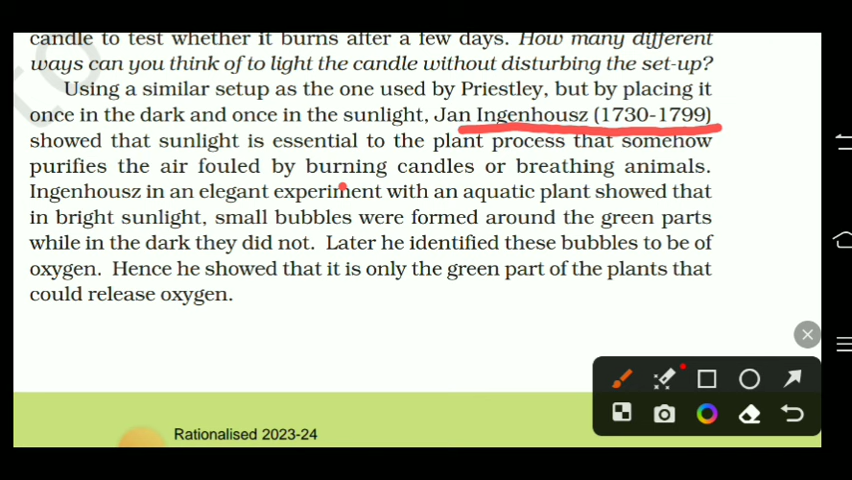 candle to test whether it burns after a few days. How many different
ways can you think of to light the candle without disturbing the set-up?
Using a similar setup as the one used by Priestley, but by placing it
once in the dark and once in the sunlight, Jan Ingenhousz (1730-1799)
showed that sunlight is essential to the plant process that somehow
purifies the air fouled by burning candles or breathing animals.
Ingenhousz in an elegant experiment with an aquatic plant showed that
in bright sunlight, small bubbles were formed around the green parts
while in the dark they did not. Later he identified these bubbles to be of
oxygen. Hence he showed that it is only the green part of the plants that
could release oxygen.
Rationalised 2023-24